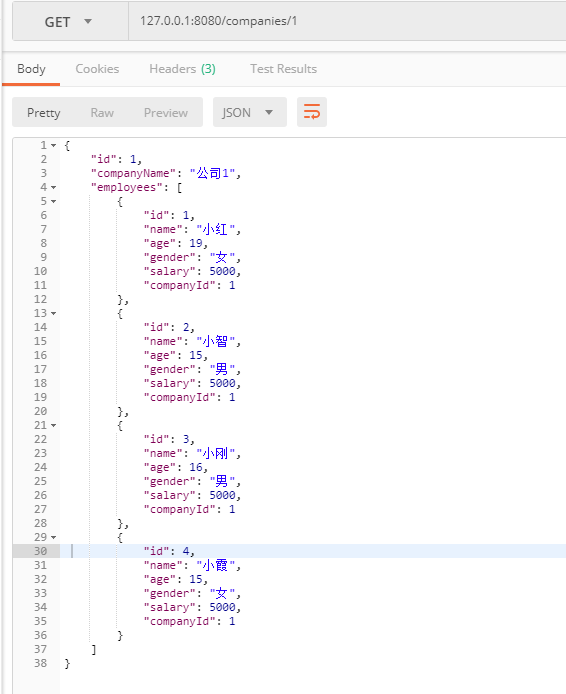 GET 127.0.0.1:8080/companies/1
Body Cookies Headers (3) Test Results
Pretty Raw Preview JSON
1 {
2 "id": 1,
3 "companyName": "公司1",
4 "employees": [
5 {
6 "id": 1,
7 "name": "小红",
8 "age": 19,
9 "gender": "女",
10 "salary": 5000,
11 "companyId": 1
12 },
13 {
14 "id": 2,
15 "name": "小智",
16 "age": 15,
17 "gender": "男",
18 "salary": 5000,
19 "companyId": 1
20 },
21 {
22 "id": 3,
23 "name": "小刚",
24 "age": 16,
25 "gender": "男",
26 "salary": 5000,
27 "companyId": 1
28 },
29 {
30 "id": 4,
31 "name": "小霞",
32 "age": 15,
33 "gender": "女",
34 "salary": 5000,
35 "companyId": 1
36 }
37 ]
38 }